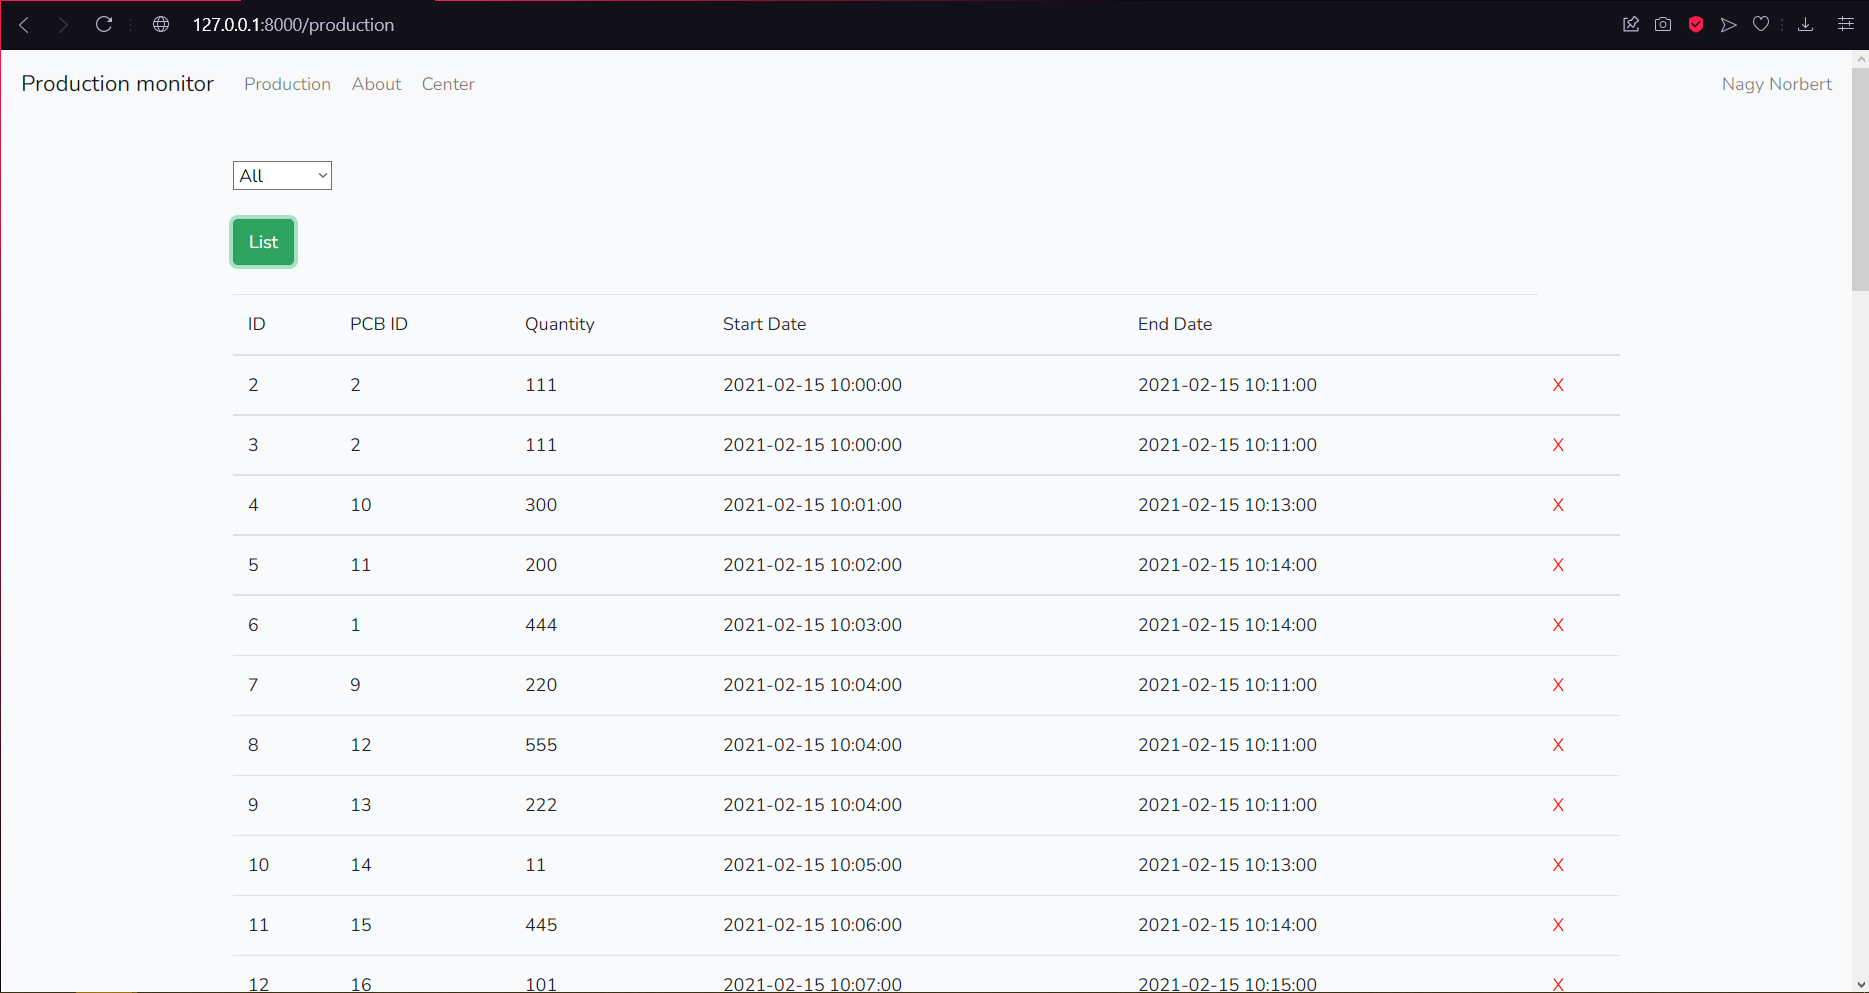 127.0.0.1:8000/production
Production monitor Production About Center Nagy Norbert
All
List
ID PCB ID Quantity Start Date End Date
2 2 111 2021-02-15 10:00:00 2021-02-15 10:11:00 X
3 2 111 2021-02-15 10:00:00 2021-02-15 10:11:00 X
4 10 300 2021-02-15 10:01:00 2021-02-15 10:13:00 X
5 11 200 2021-02-15 10:02:00 2021-02-15 10:14:00 X
6 1 444 2021-02-15 10:03:00 2021-02-15 10:14:00 X
7 9 220 2021-02-15 10:04:00 2021-02-15 10:11:00 X
8 12 555 2021-02-15 10:04:00 2021-02-15 10:11:00 X
9 13 222 2021-02-15 10:04:00 2021-02-15 10:11:00 X
10 14 11 2021-02-15 10:05:00 2021-02-15 10:13:00 X
11 15 445 2021-02-15 10:06:00 2021-02-15 10:14:00 X
12 16 101 2021-02-15 10:07:00 2021-02-15 10:15:00 X